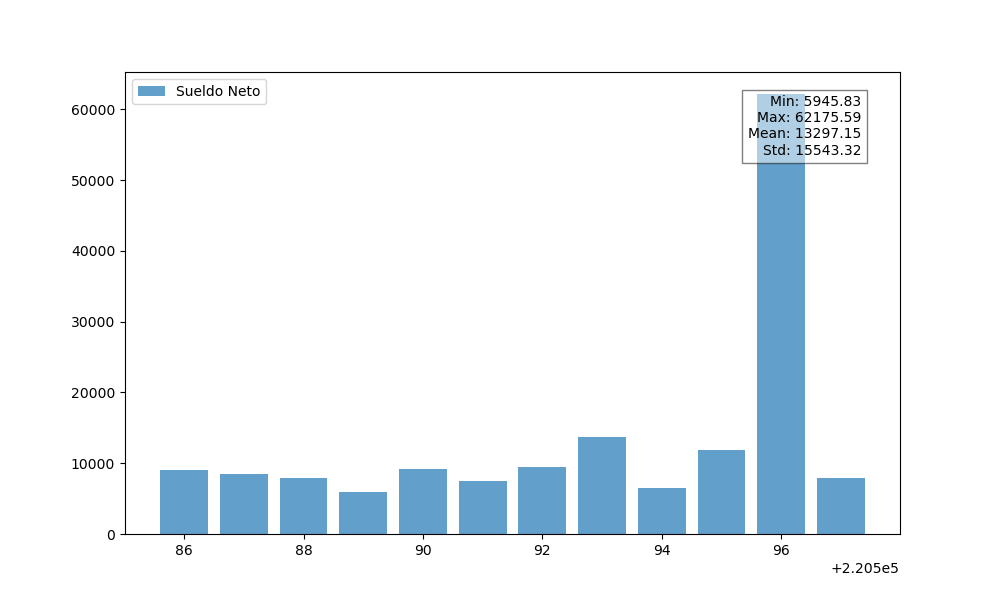 Sueldo Neto
Min: 5945.83
Max: 62175.59
Mean: 13297.15
Std: 15543.32
60000
50000
40000
30000
20000
10000
0
86 88 90 92 94 96
+2.205e5